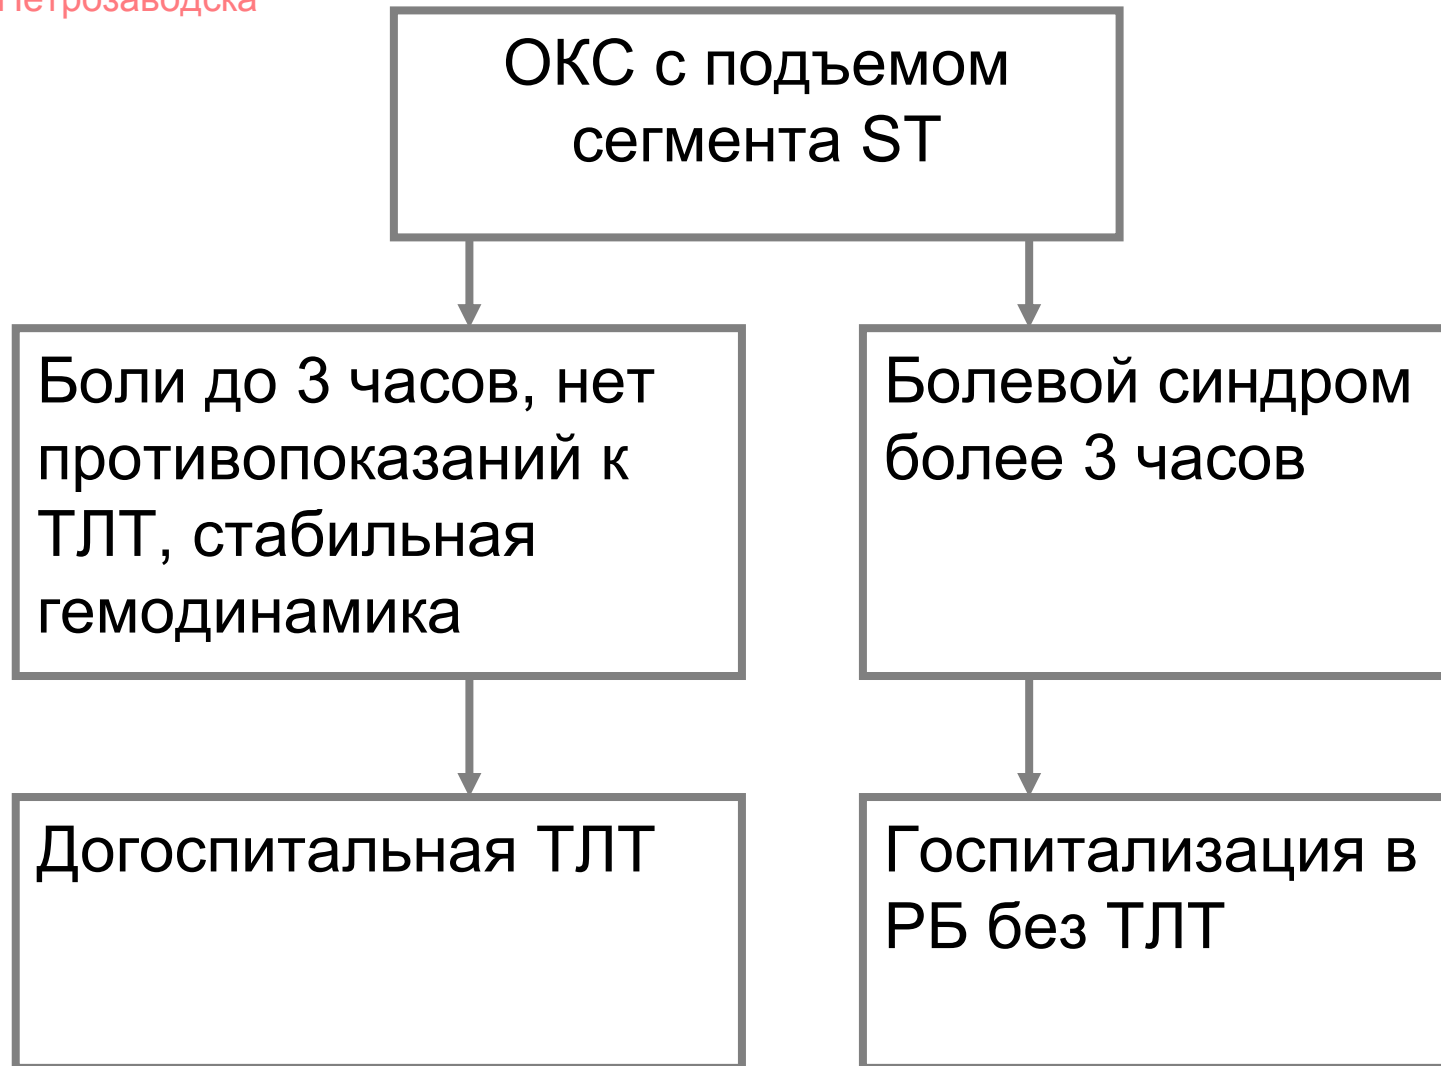 Петрозаводска
ОКС с подъемом
сегмента ST
Боли до 3 часов, нет
противопоказаний к
ТЛТ, стабильная
гемодинамика
Болевой синдром
более 3 часов
Догоспитальная ТЛТ
Госпитализация в
РБ без ТЛТ